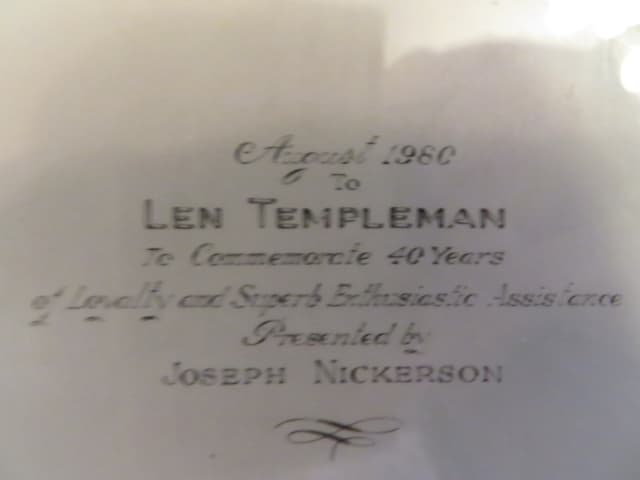 August 1980
To
LEN TEMPLEMAN
To Commemorate 40 Years
of Loyalty and Superb Enthusiastic Assistance
Presented by
JOSEPH NICKERSON